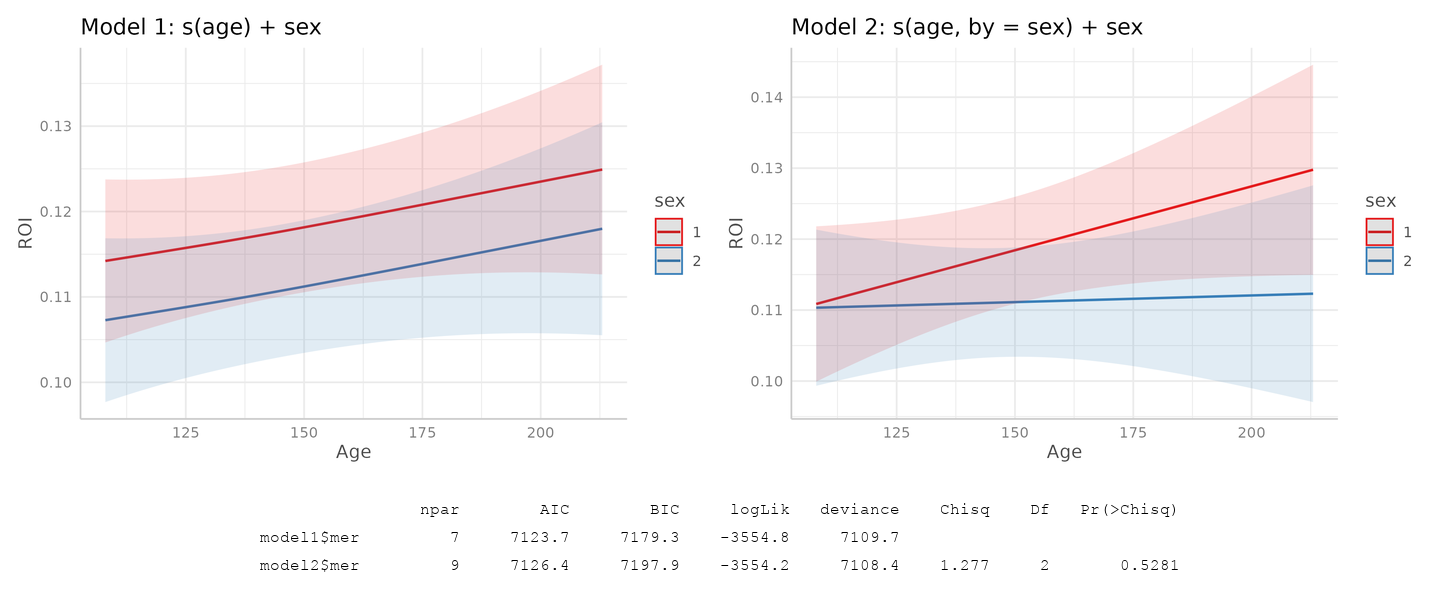 Model 1: s(age) + sex
0.13
0.12
0.11
0.10
ROI
125 150 175 200
Age
sex
1
2
Model 2: s(age, by = sex) + sex
0.14
0.13
0.12
0.11
0.10
ROI
125 150 175 200
Age
sex
1
2
npar AIC BIC logLik deviance Chisq Df Pr(>Chisq)
model1$mer 7 7123.7 7179.3 -3554.8 7109.7
model2$mer 9 7126.4 7197.9 -3554.2 7108.4 1.277 2 0.5281